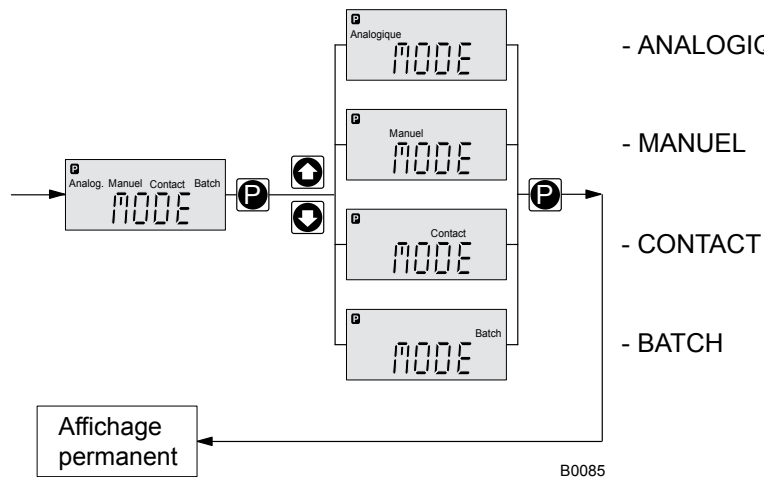 P
Analogique
MODE
- ANALOGIQ
P
Manuel
MODE
- MANUEL
P
Analog. Manuel Contact Batch
MODE
P
P
P
Contact
MODE
- CONTACT
P
Batch
MODE
- BATCH
Affichage
permanent
B0085